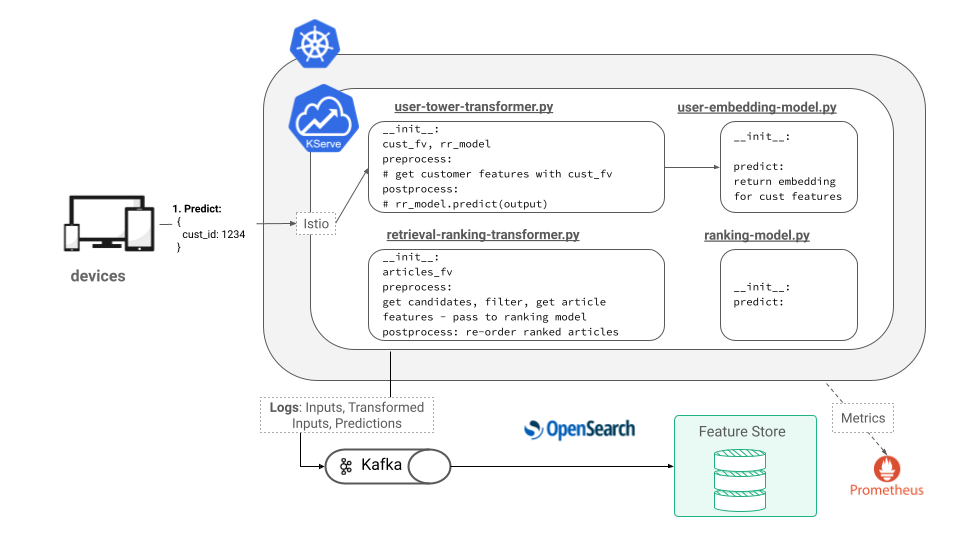 KServe
user-tower-transformer.py
__init__:
cust_fv, rr_model
preprocess:
# get customer features with cust_fv
postprocess:
# rr_model.predict(output)
user-embedding-model.py
__init__:
predict:
return embedding
for cust features
1. Predict:
{
cust_id: 1234
}
devices
Istio
retrieval-ranking-transformer.py
__init__:
articles_fv
preprocess:
get candidates, filter, get article
features - pass to ranking model
postprocess: re-order ranked articles
ranking-model.py
__init__:
predict:
Logs: Inputs, Transformed
Inputs, Predictions
Kafka
OpenSearch
Feature Store
Metrics
Prometheus